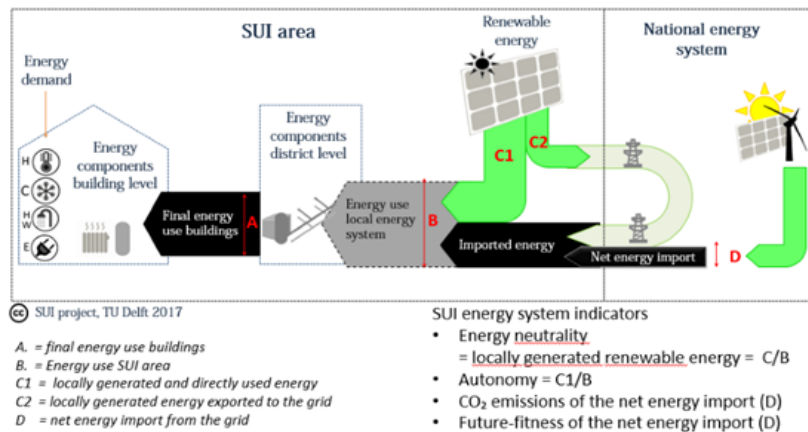 SUI area
Renewable
energy
National energy
system
Energy
demand
Energy
components
building level
Energy
components
district level
H
C
H
W
E
Final energy
use buildings
A
Energy use
local energy
system
B
C1
C2
Imported energy
Net energy import
D
cc SUI project, TU Delft 2017
A. = final energy use buildings
B. = Energy use SUI area
C1 = locally generated and directly used energy
C2 = locally generated energy exported to the grid
D = net energy import from the grid
SUI energy system indicators
• Energy neutrality
= locally generated renewable energy = C/B
• Autonomy = C1/B
• CO₂ emissions of the net energy import (D)
• Future-fitness of the net energy import (D)